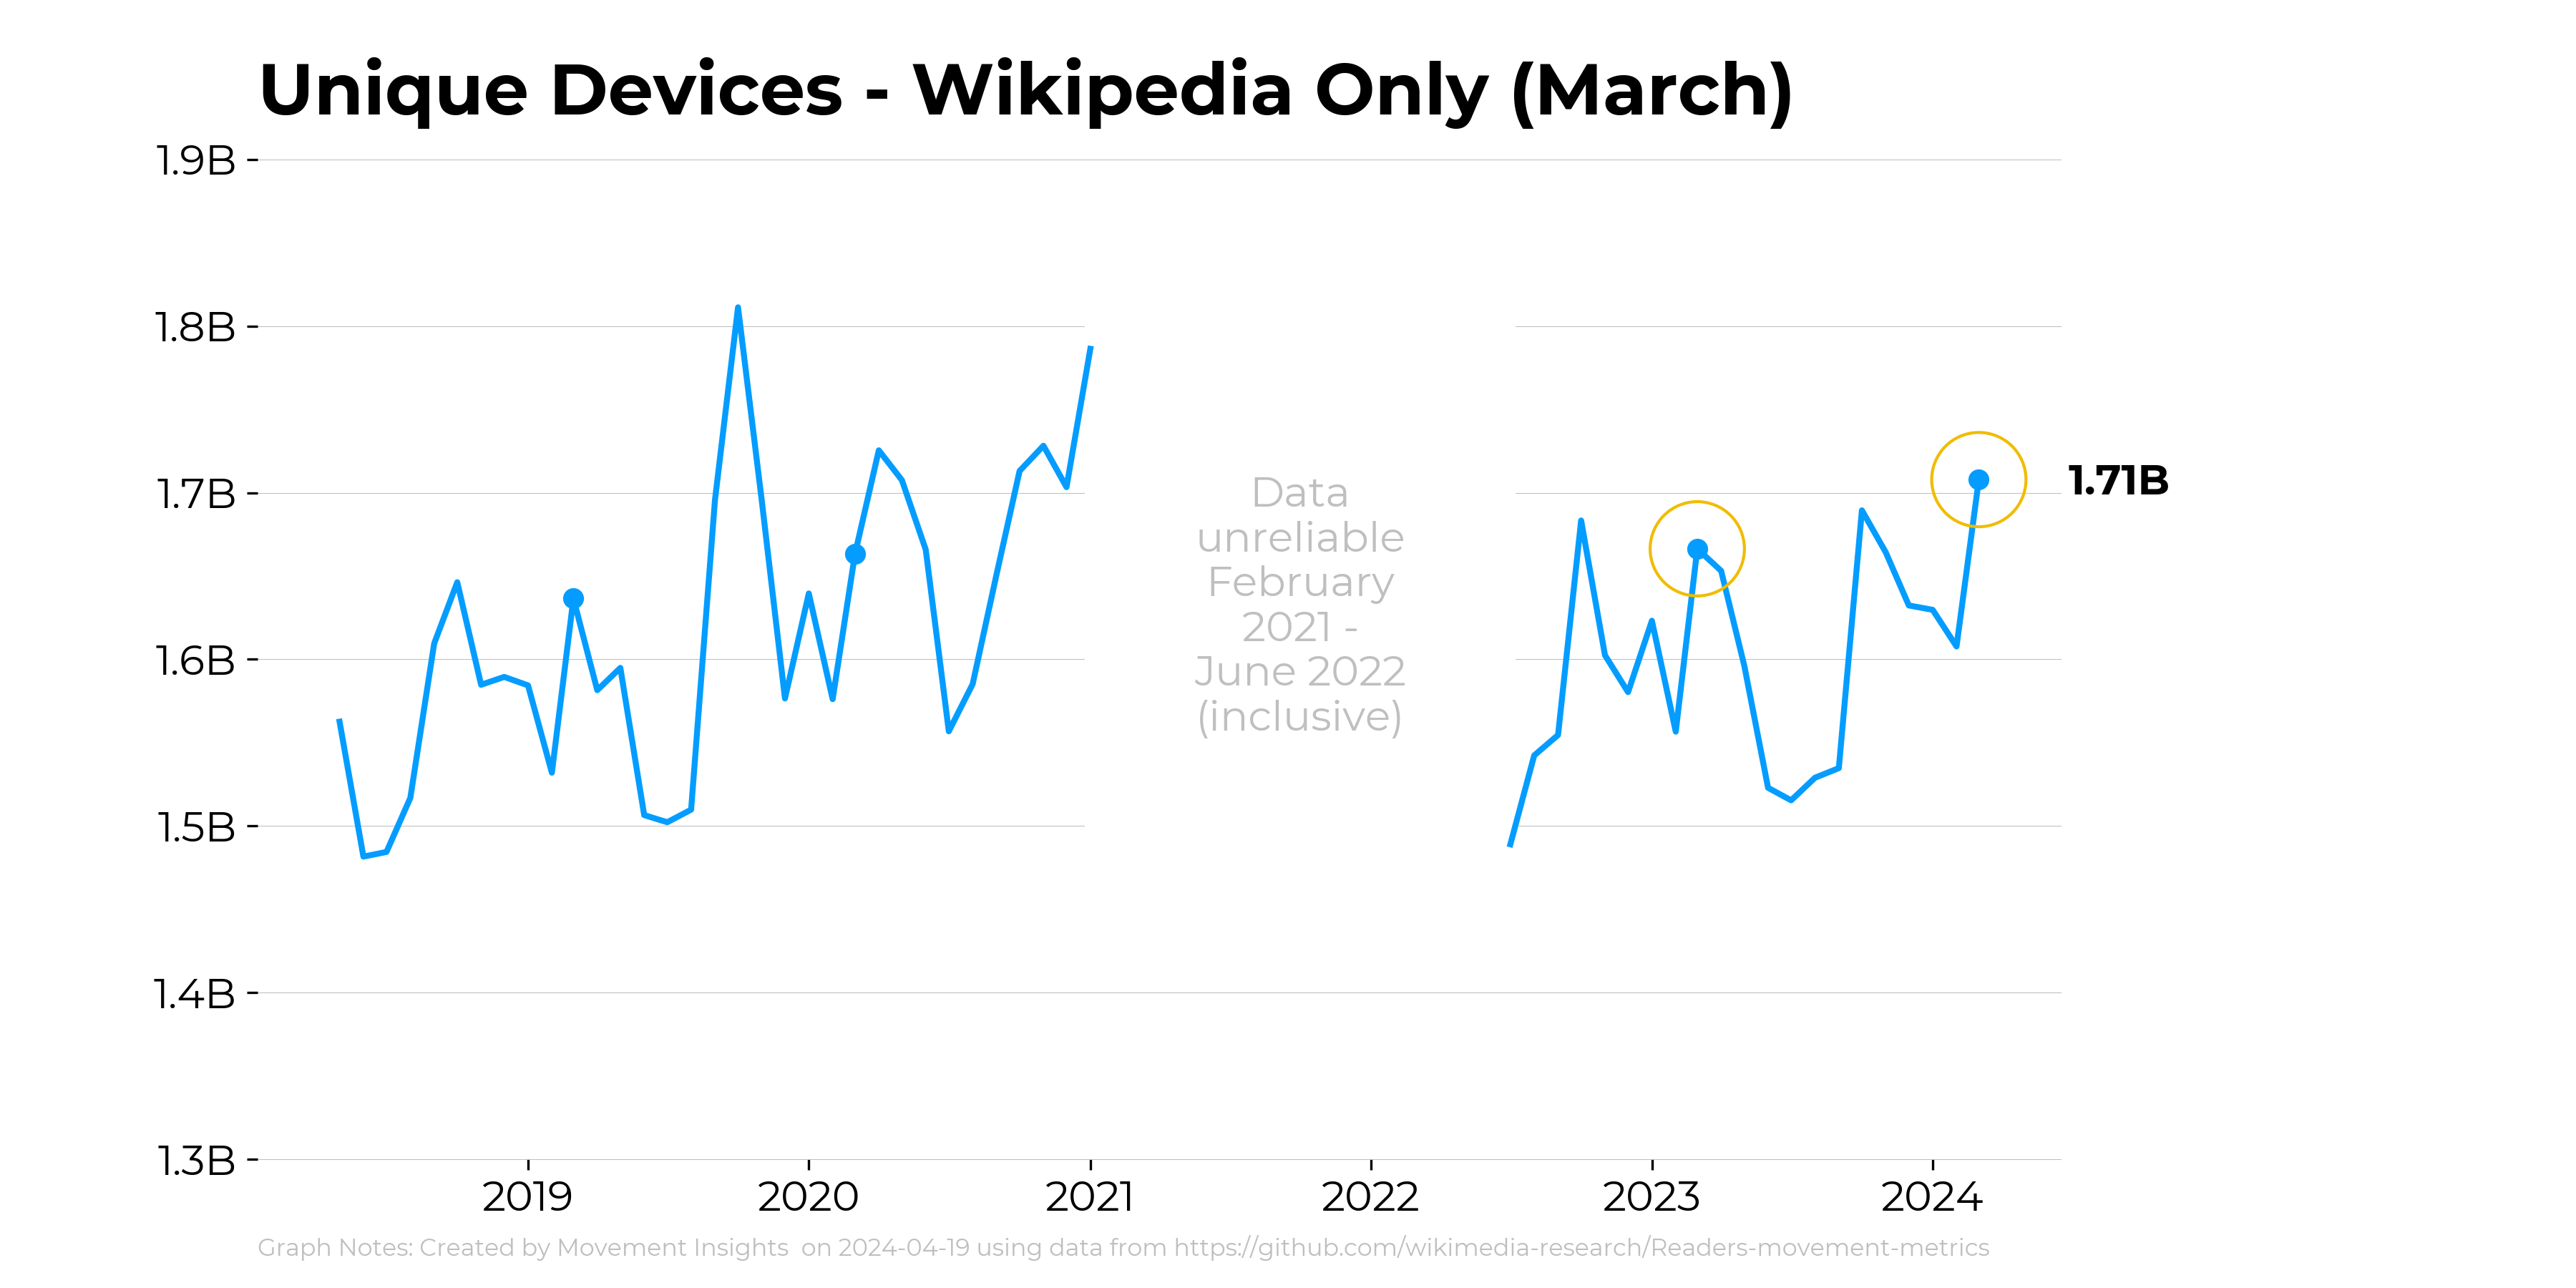 Unique Devices - Wikipedia Only (March)
1.9B
1.8B
1.7B
1.6B
1.5B
1.4B
1.3B
Data
unreliable
February
2021 -
June 2022
(inclusive)
1.71B
2019
2020
2021
2022
2023
2024
Graph Notes: Created by Movement Insights  on 2024-04-19 using data from https://github.com/wikimedia-research/Readers-movement-metrics